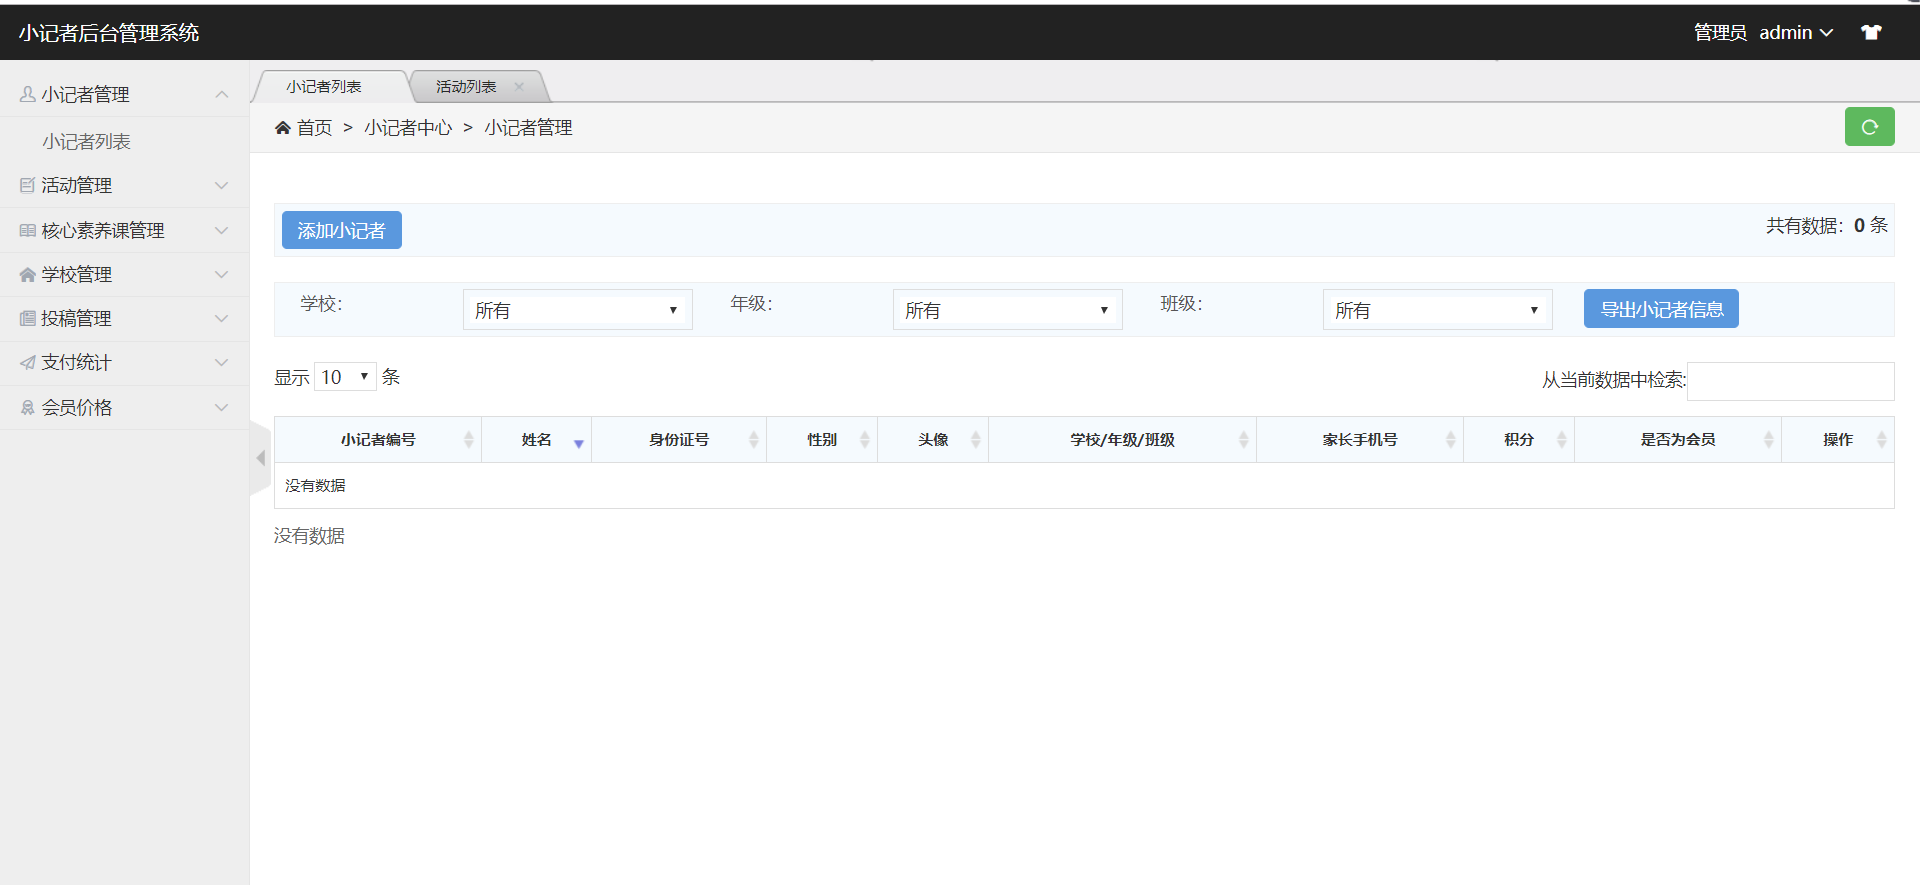 小记者后台管理系统
管理员 admin
小记者管理
小记者列表
活动管理
核心素养课管理
学校管理
投稿管理
支付统计
会员价格
小记者列表
活动列表
首页 > 小记者中心 > 小记者管理
添加小记者
共有数据：0 条
学校：
所有
年级：
所有
班级：
所有
导出小记者信息
显示 10 条
从当前数据中检索:
小记者编号 姓名 身份证号 性别 头像 学校/年级/班级 家长手机号 积分 是否为会员 操作
没有数据
没有数据